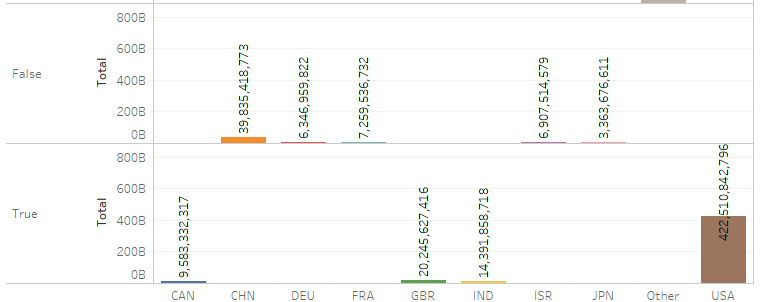 800B
600B
400B
200B
0B
False
Total
39,835,418,773
6,346,959,822
7,259,536,732
6,907,514,579
3,363,676,611
800B
600B
400B
200B
0B
True
Total
9,583,332,317
20,245,627,416
14,391,858,718
422,510,842,796
CAN CHN DEU FRA GBR IND ISR JPN Other USA